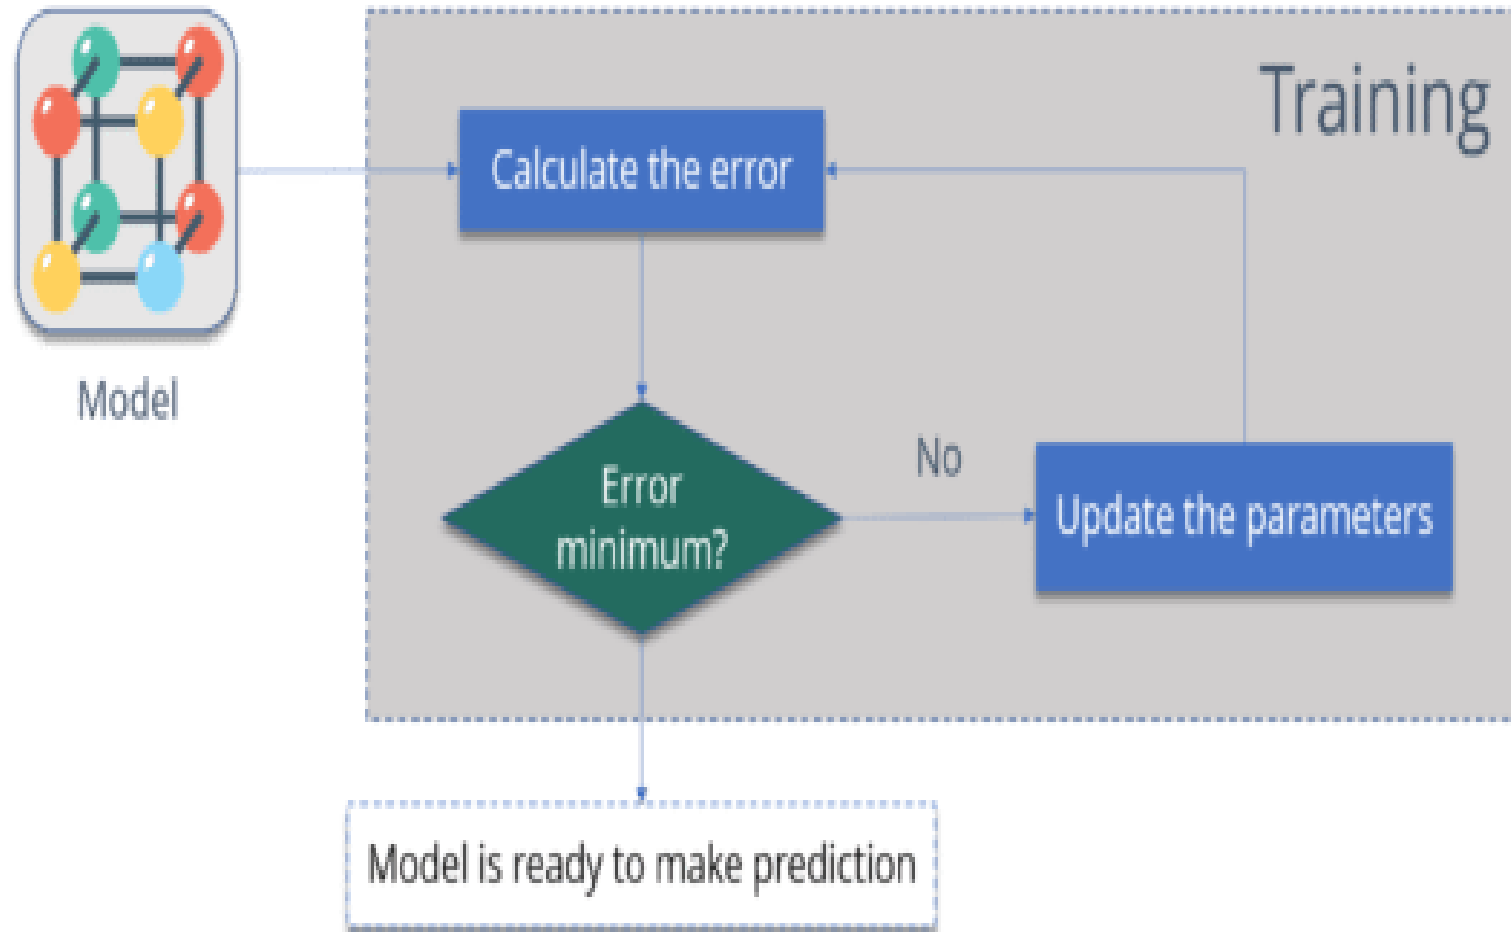 Training
Calculate the error
Model
Error
minimum?
No
Update the parameters
Model is ready to make prediction